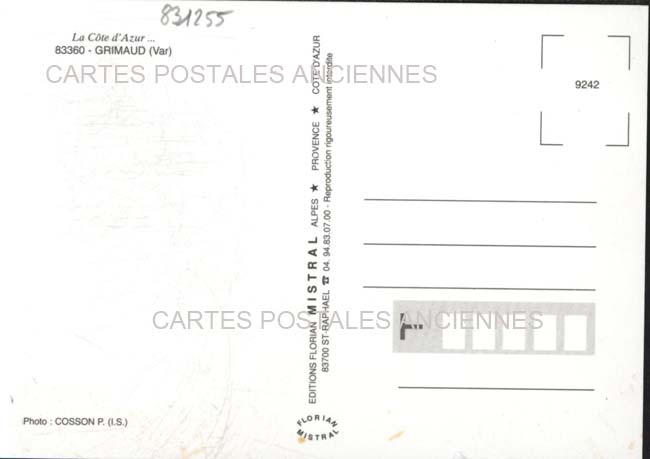 831255
La Côte d'Azur ...
83360 - GRIMAUD (Var)
CARTES POSTALES ANCIENNES
9242
EDITIONS FLORIAN MISTRAL ALPES ★ PROVENCE ★ COTE D'AZUR
83700 ST-RAPHAEL ☎ 04. 94.83.07.00 - Reproduction rigoureusement interdite
CARTES POSTALES ANCIENNES
Photo : COSSON P. (I.S.)
FLORIAN
MISTRAL